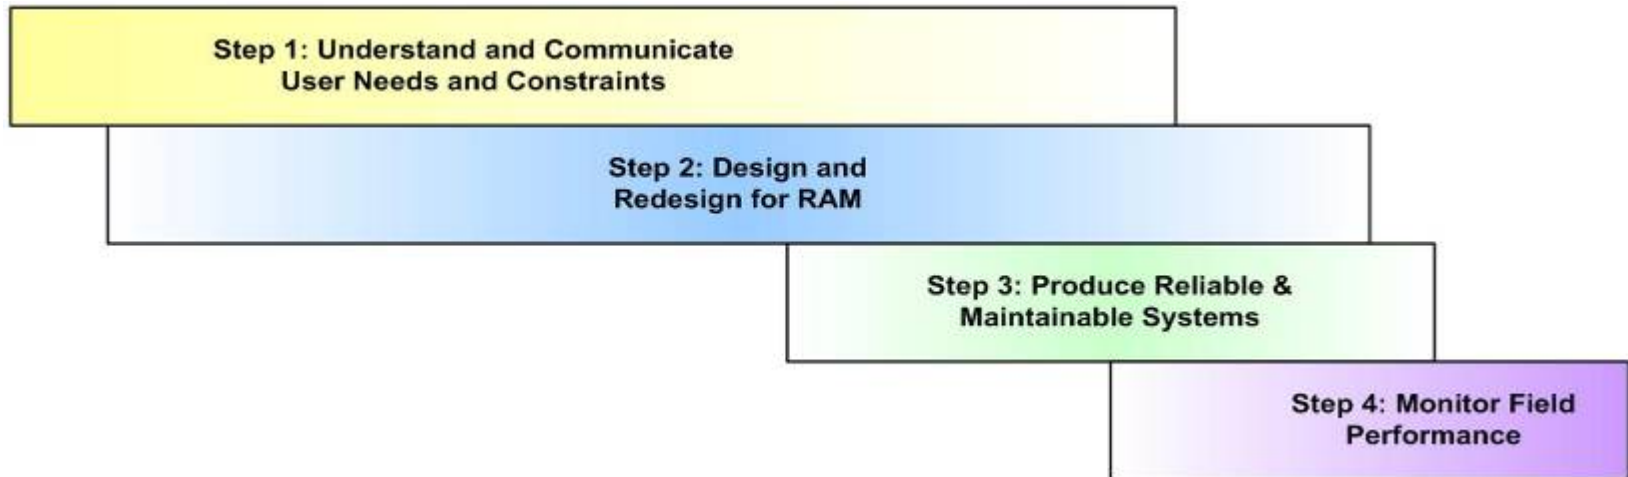 Step 1: Understand and Communicate
User Needs and Constraints
Step 2: Design and
Redesign for RAM
Step 3: Produce Reliable &
Maintainable Systems
Step 4: Monitor Field
Performance